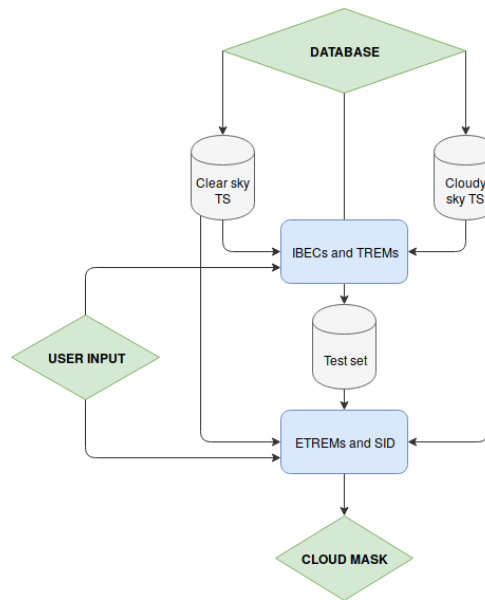 DATABASE
Clear sky
TS
Cloudy
sky TS
IBECs and TREMs
USER INPUT
Test set
ETREMs and SID
CLOUD MASK